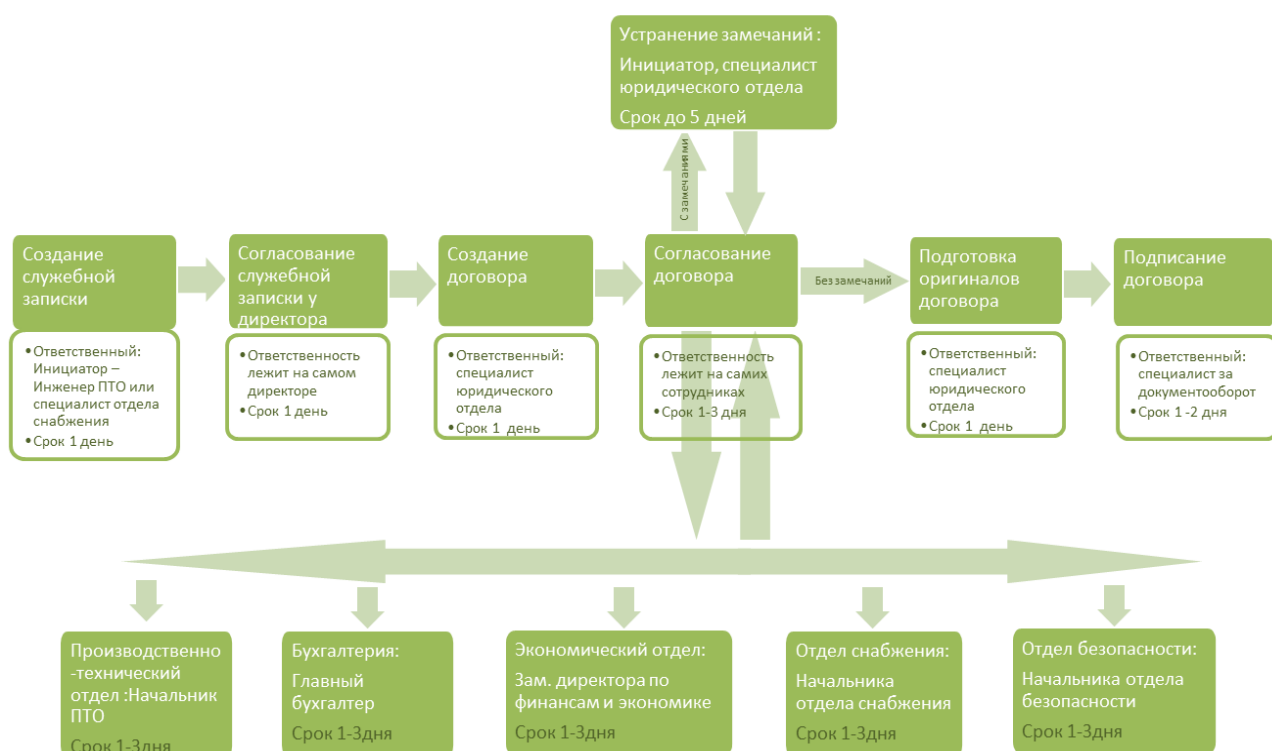 Устранение замечаний :
Инициатор, специалист
юридического отдела
Срок до 5 дней
С замечаниями
Создание
служебной
записки
Согласование
служебной
записки у
директора
Создание
договора
Согласование
договора
Без замечаний
Подготовка
оригиналов
договора
Подписание
договора
•Ответственный:
Инициатор –
Инженер ПТО или
специалист отдела
снабжения
•Срок 1 день
•Ответственность
лежит на самом
директоре
•Срок 1 день
•Ответственный:
специалист
юридического
отдела
•Срок 1 день
•Ответственность
лежит на самих
сотрудниках
•Срок 1-3 дня
•Ответственный:
специалист
юридического
отдела
•Срок 1 день
•Ответственный:
специалист за
документооборот
•Срок 1 -2 дня
Производственно
-технический
отдел :Начальник
ПТО
Срок 1-3дня
Бухгалтерия:
Главный
бухгалтер
Срок 1-3дня
Экономический отдел:
Зам. директора по
финансам и экономике
Срок 1-3дня
Отдел снабжения:
Начальника
отдела снабжения
Срок 1-3дня
Отдел безопасности:
Начальника отдела
безопасности
Срок 1-3дня